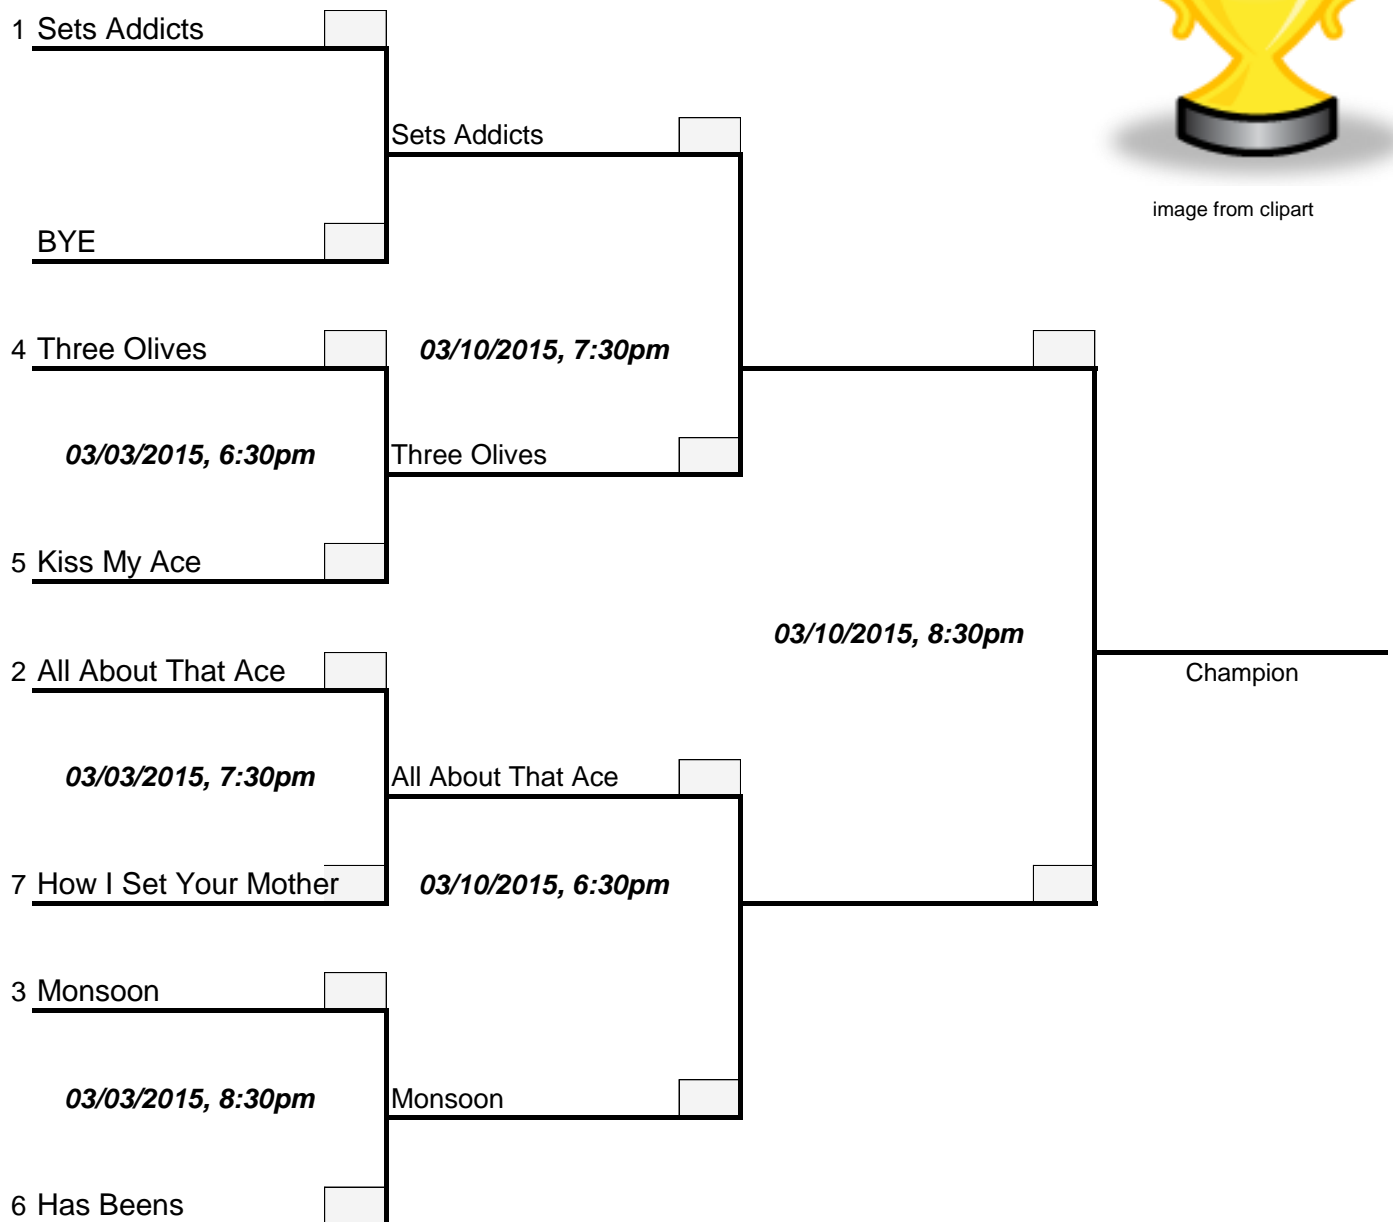 1 Sets Addicts
Sets Addicts
BYE
image from clipart
4 Three Olives
03/10/2015, 7:30pm
03/03/2015, 6:30pm
Three Olives
5 Kiss My Ace
03/10/2015, 8:30pm
2 All About That Ace
Champion
03/03/2015, 7:30pm
All About That Ace
7 How I Set Your Mother
03/10/2015, 6:30pm
3 Monsoon
03/03/2015, 8:30pm
Monsoon
6 Has Beens